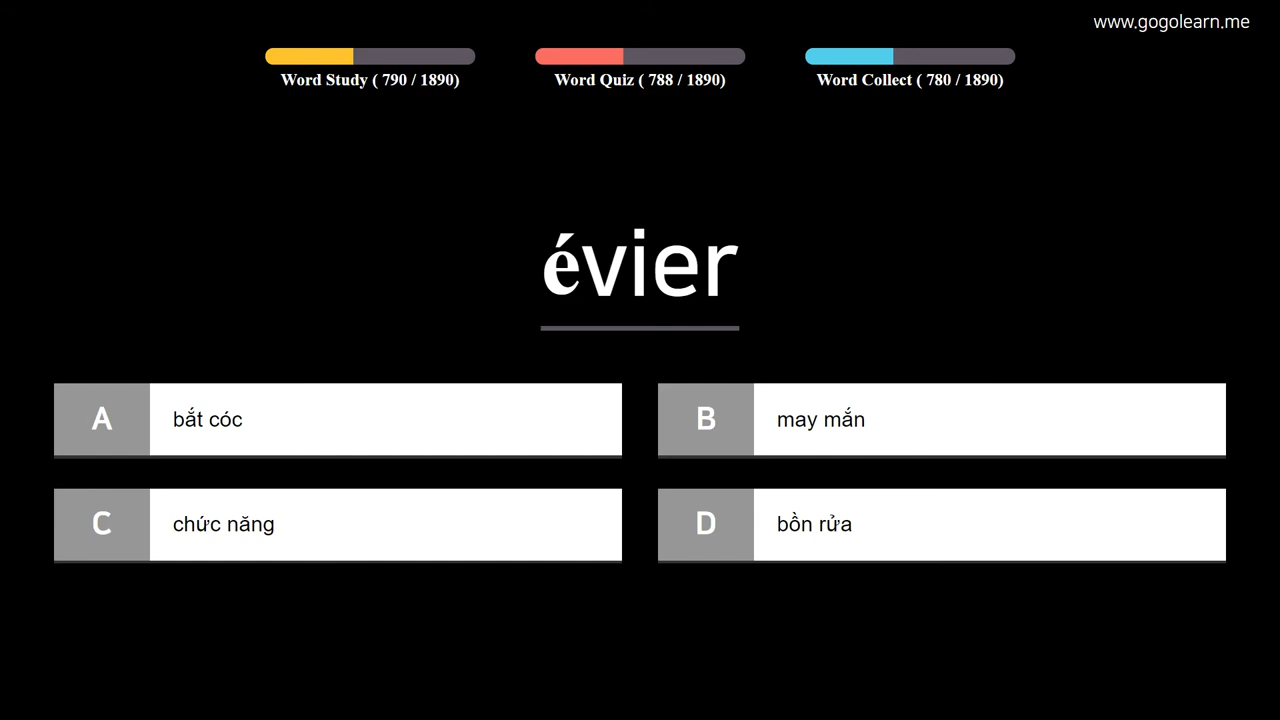 www.gogolearn.me
Word Study ( 790 / 1890)
Word Quiz ( 788 / 1890)
Word Collect ( 780 / 1890)
évier
A bắt cóc
B may mắn
C chức năng
D bồn rửa